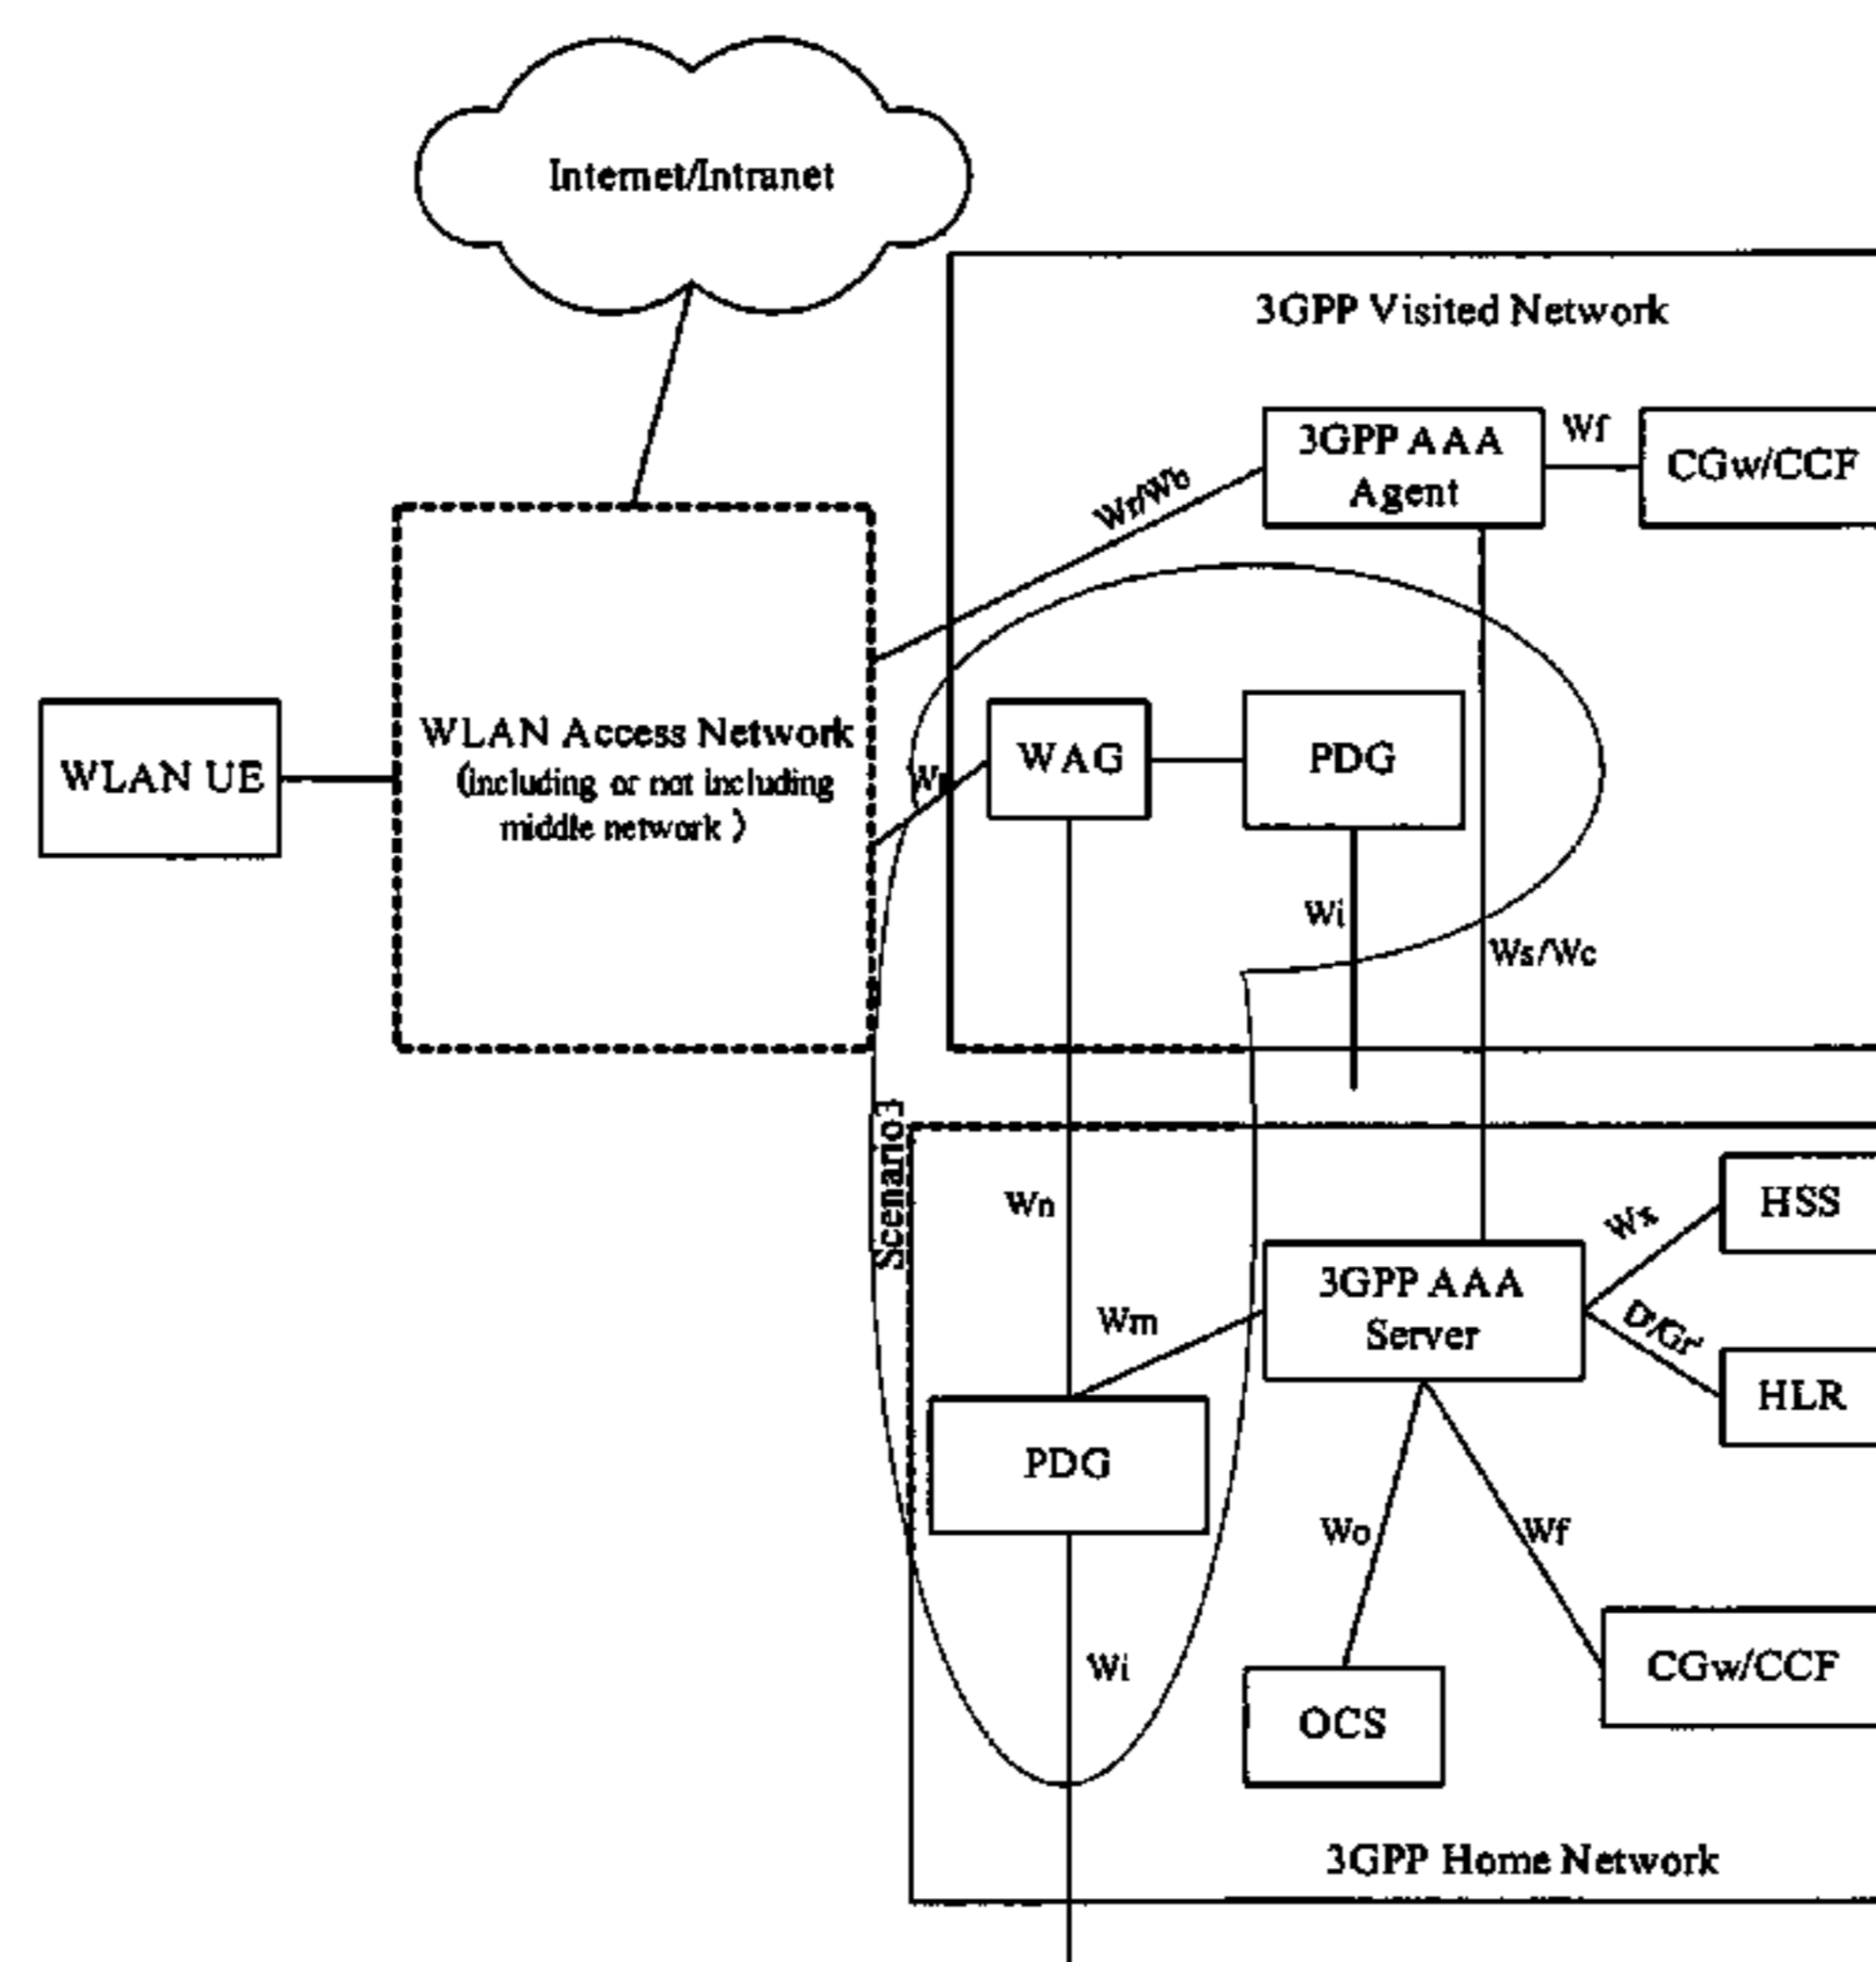 Internet/Intranet
3GPP Visited Network
3GPP AAA
Agent
Wf
CGw/CCF
Wr/Wb
WLAN UE
WLAN Access Network
(including or not including
middle network )
WAG
PDG
Wi
Ws/Wc
Scenario3
Wn
Wm
3GPP AAA
Server
Wx
HSS
D'/Gr'
HLR
PDG
Wo
Wf
Wi
OCS
CGw/CCF
3GPP Home Network